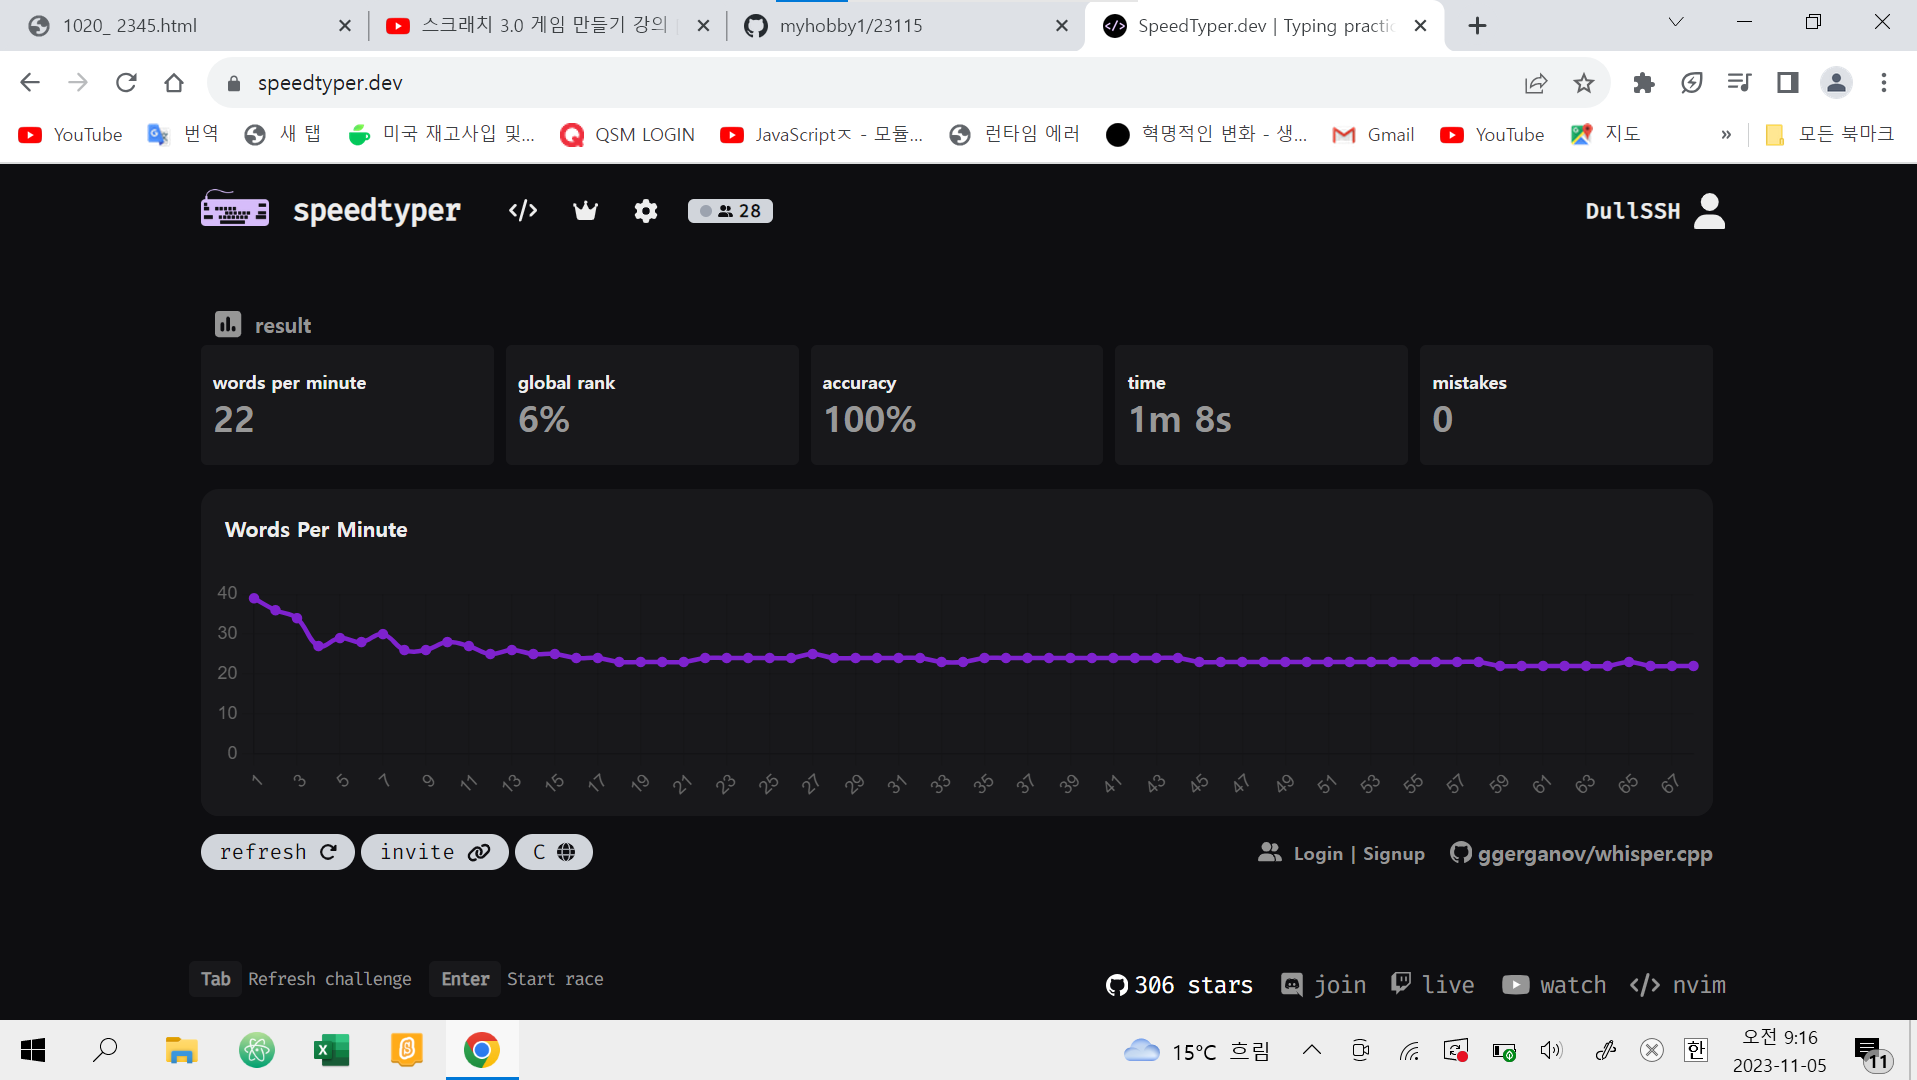 1020_ 2345.html
스크래치 3.0 게임 만들기 강의
myhobby1/23115
SpeedTyper.dev | Typing practic
speedtyper.dev
YouTube
번역
새 탭
미국 재고사입 및...
QSM LOGIN
JavaScriptㅈ - 모듈...
런타임 에러
혁명적인 변화 - 생...
Gmail
YouTube
지도
»
모든 북마크
speedtyper
</>
28
DullSSH
result
words per minute
22
global rank
6%
accuracy
100%
time
1m 8s
mistakes
0
Words Per Minute
40
30
20
10
0
1 3 5 7 9 11 13 15 17 19 21 23 25 27 29 31 33 35 37 39 41 43 45 47 49 51 53 55 57 59 61 63 65 67
refresh
invite
C
Login | Signup
ggerganov/whisper.cpp
Tab Refresh challenge
Enter Start race
306 stars
join
live
watch
</> nvim
15°C 흐림
한
오전 9:16
2023-11-05
11